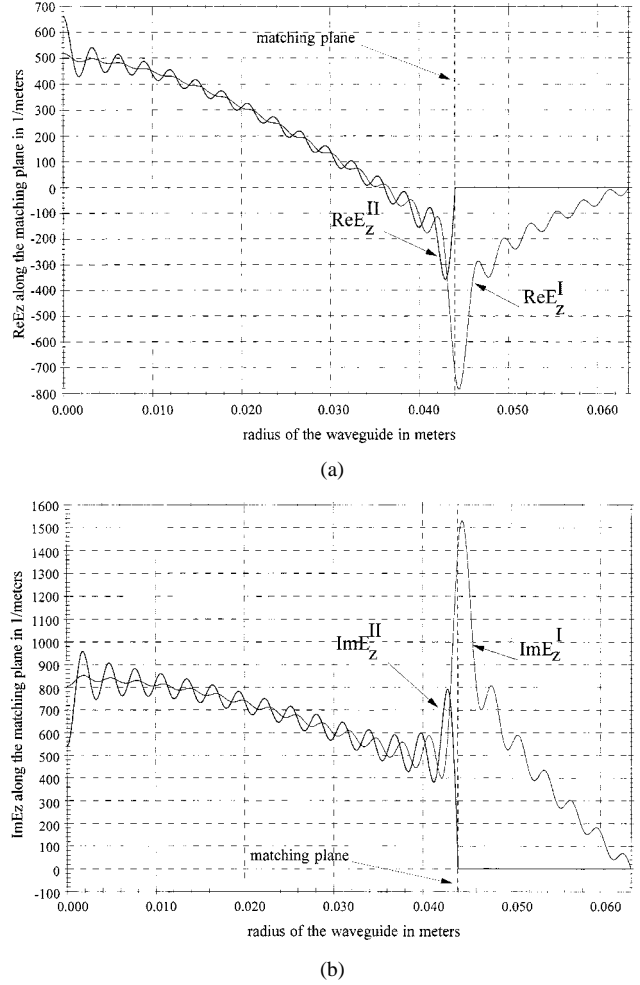 700
600
500
400
300
200
100
0
-100
-200
-300
-400
-500
-600
-700
-800
ReEz along the matching plane in 1/meters
matching plane
ReE_z^II
ReE_z^I
0.000 0.010 0.020 0.030 0.040 0.050 0.060
radius of the waveguide in meters
(a)
1600
1500
1400
1300
1200
1100
1000
900
800
700
600
500
400
300
200
100
0
-100
ImEz along the matching plane in 1/meters
ImE_z^II
ImE_z^I
matching plane
0.000 0.010 0.020 0.030 0.040 0.050 0.060
radius of the waveguide in meters
(b)